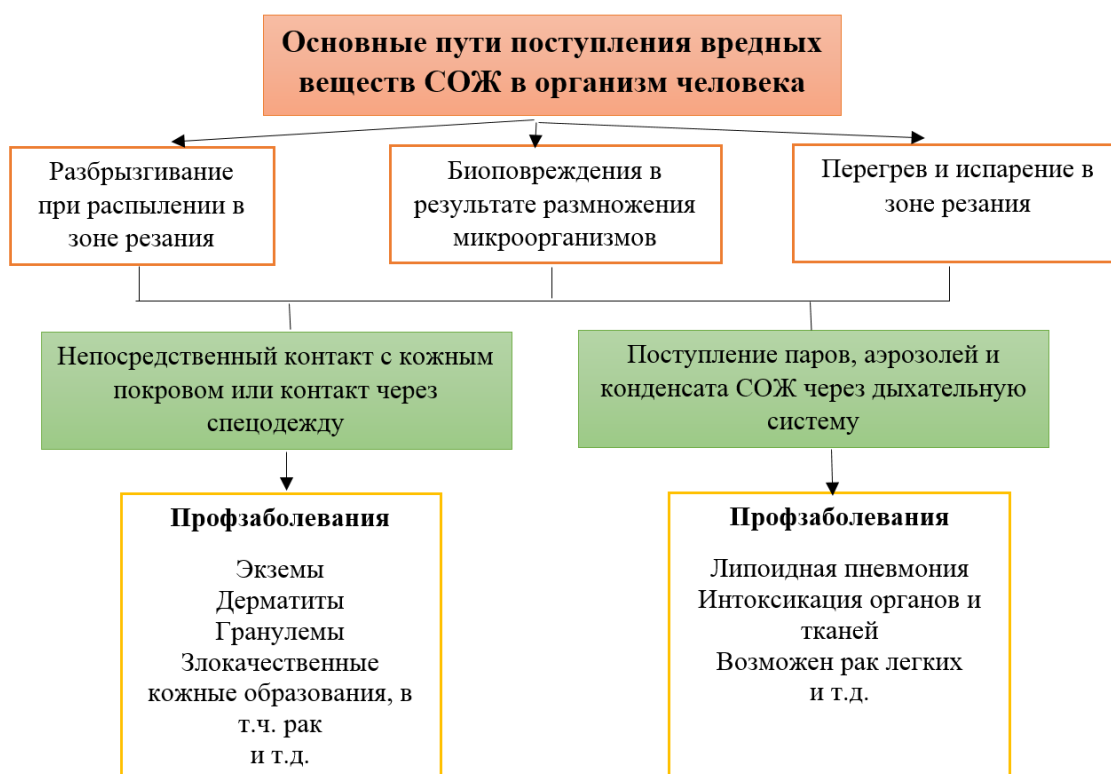 Основные пути поступления вредных
веществ СОЖ в организм человека
Разбрызгивание
при распылении в
зоне резания
Биоповреждения в
результате размножения
микроорганизмов
Перегрев и испарение в
зоне резания
Непосредственный контакт с кожным
покровом или контакт через
спецодежду
Поступление паров, аэрозолей и
конденсата СОЖ через дыхательную
систему
Профзаболевания
Экземы
Дерматиты
Гранулемы
Злокачественные
кожные образования, в
т.ч. рак
и т.д.
Профзаболевания
Липоидная пневмония
Интоксикация органов и
тканей
Возможен рак легких
и т.д.